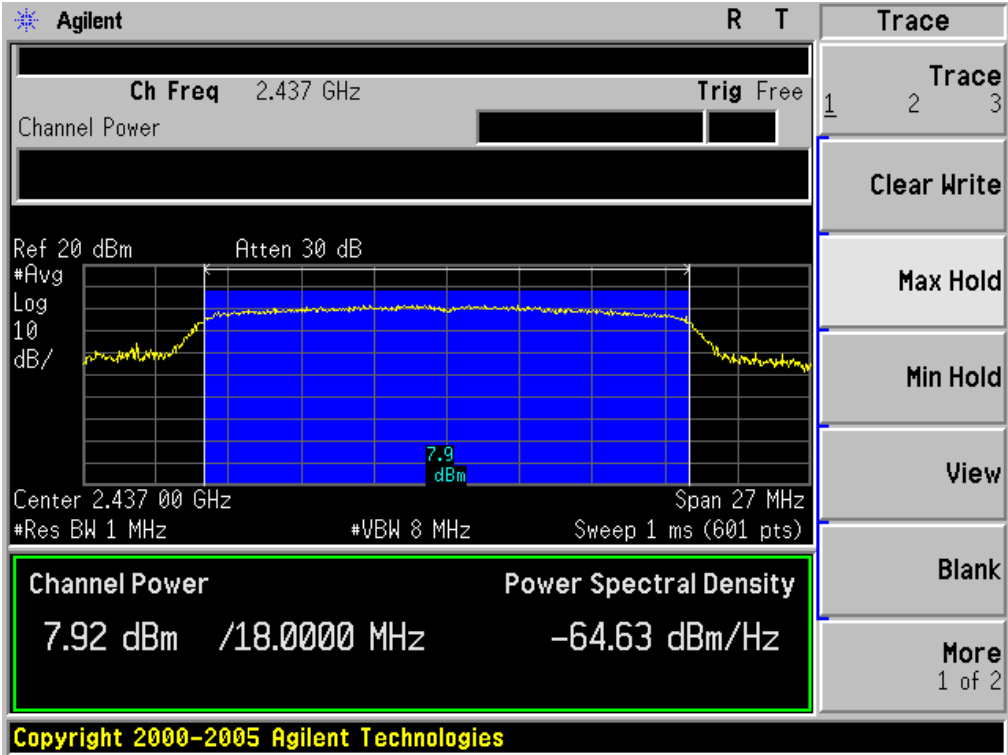 Agilent R T Trace
Ch Freq 2.437 GHz Trig Free
Channel Power
Trace
1 2 3
Clear Write
Max Hold
Min Hold
View
Blank
More
1 of 2
Ref 20 dBm Atten 30 dB
#Avg
Log
10
dB/
7.9
dBm
Center 2.437 00 GHz Span 27 MHz
#Res BW 1 MHz #VBW 8 MHz Sweep 1 ms (601 pts)
Channel Power Power Spectral Density
7.92 dBm /18.0000 MHz -64.63 dBm/Hz
Copyright 2000-2005 Agilent Technologies